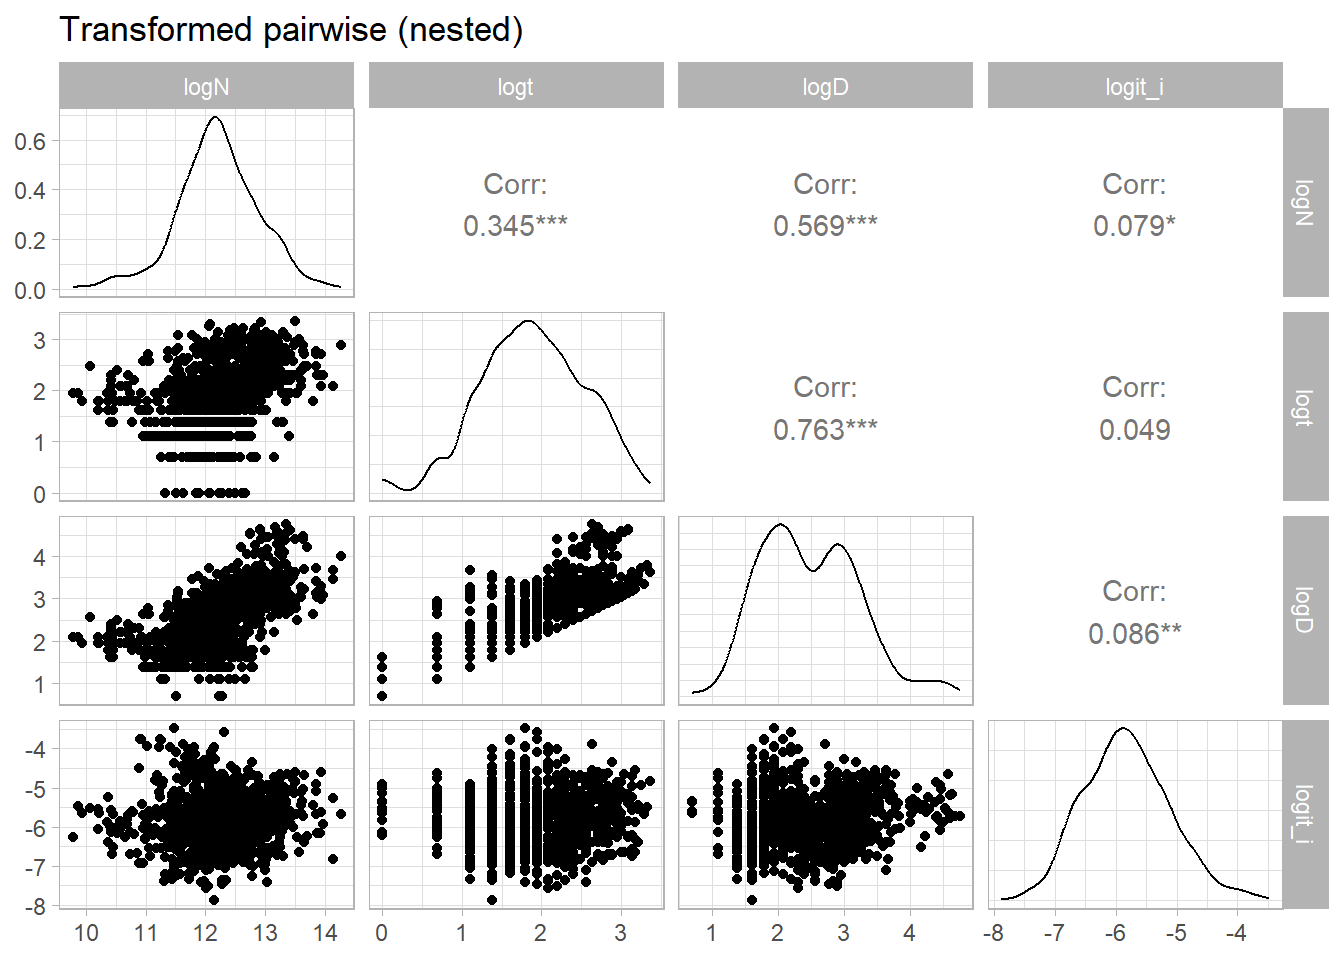 Transformed pairwise (nested)
logN logt logD logit_i
0.6
0.4
0.2
0.0
Corr:
0.345***
Corr:
0.569***
Corr:
0.079*
logN
3
2
1
0
Corr:
0.763***
Corr:
0.049
logt
4
3
2
1
Corr:
0.086**
logD
-4
-5
-6
-7
-8
logit_i
10 11 12 13 14 0 1 2 3 1 2 3 4 -8 -7 -6 -5 -4